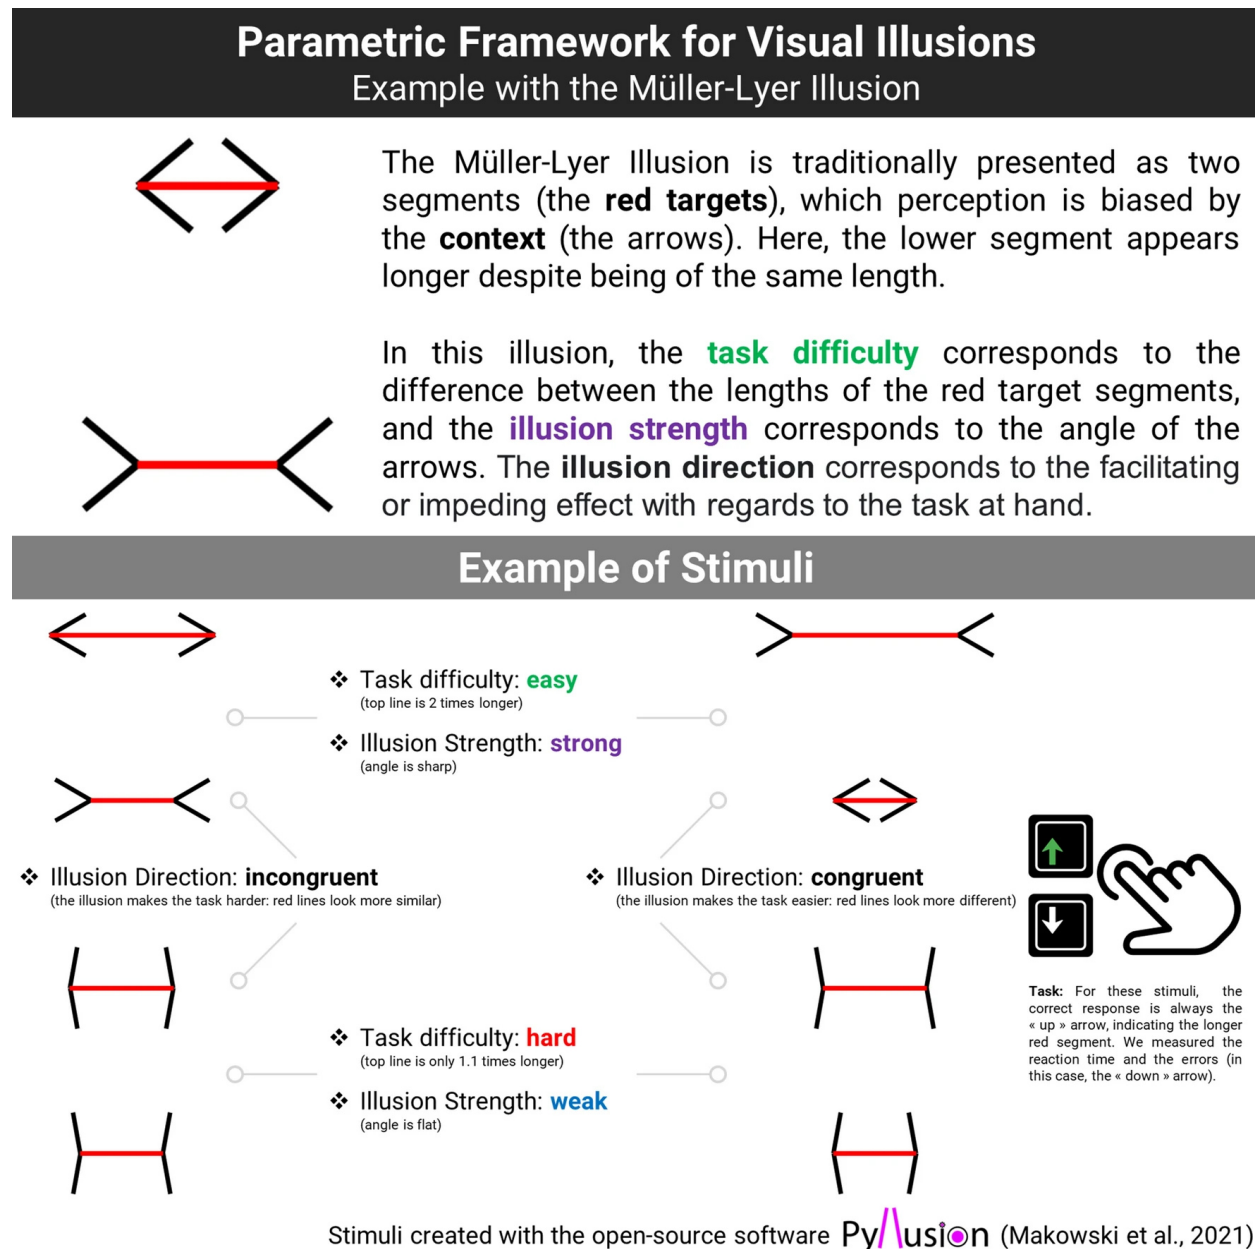 Parametric Framework for Visual Illusions
Example with the Müller-Lyer Illusion
The Müller-Lyer Illusion is traditionally presented as two
segments (the red targets), which perception is biased by
the context (the arrows). Here, the lower segment appears
longer despite being of the same length.
In this illusion, the task difficulty corresponds to the
difference between the lengths of the red target segments,
and the illusion strength corresponds to the angle of the
arrows. The illusion direction corresponds to the facilitating
or impeding effect with regards to the task at hand.
Example of Stimuli
❖ Task difficulty: easy
(top line is 2 times longer)
❖ Illusion Strength: strong
(angle is sharp)
❖ Illusion Direction: incongruent
(the illusion makes the task harder: red lines look more similar)
❖ Illusion Direction: congruent
(the illusion makes the task easier: red lines look more different)
❖ Task difficulty: hard
(top line is only 1.1 times longer)
❖ Illusion Strength: weak
(angle is flat)
Task: For these stimuli, the
correct response is always the
« up » arrow, indicating the longer
red segment. We measured the
reaction time and the errors (in
this case, the « down » arrow).
Stimuli created with the open-source software Pyllusion (Makowski et al., 2021)